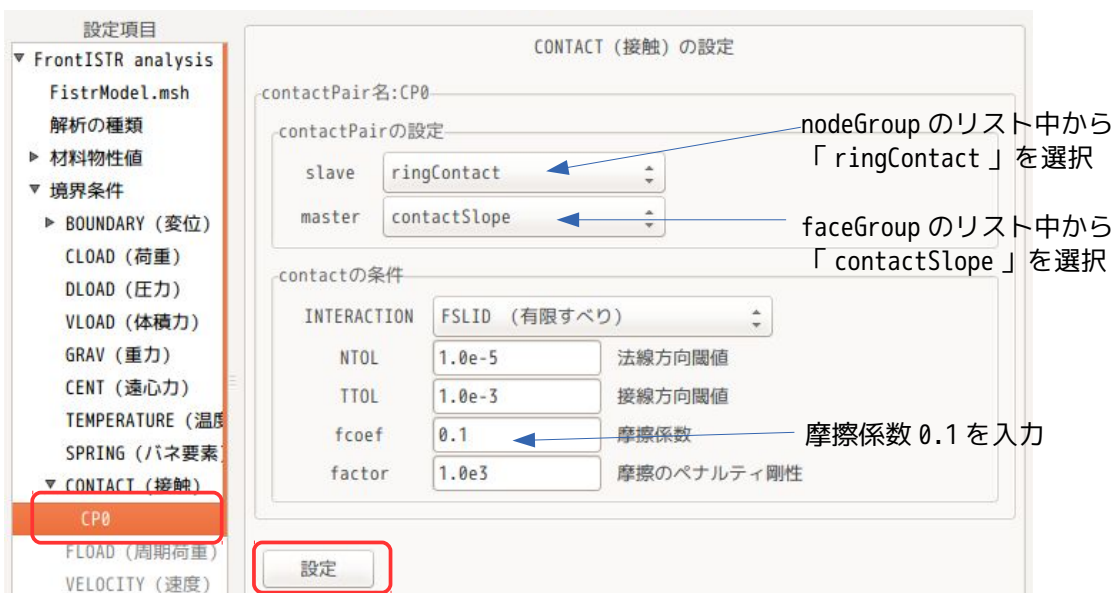 設定項目
▼ FrontISTR analysis
FistrModel.msh
解析の種類
▶ 材料物性値
▼ 境界条件
▶ BOUNDARY (変位)
CLOAD (荷重)
DLOAD (圧力)
VLOAD (体積力)
GRAV (重力)
CENT (遠心力)
TEMPERATURE (温度
SPRING (バネ要素)
▼ CONTACT (接触)
CP0
FLOAD (周期荷重)
VELOCITY (速度)
CONTACT (接触) の設定
contactPair名:CP0
contactPairの設定
slave ringContact
master contactSlope
contactの条件
INTERACTION FSLID (有限すべり)
NTOL 1.0e-5 法線方向閾値
TTOL 1.0e-3 接線方向閾値
fcoef 0.1 摩擦係数
factor 1.0e3 摩擦のペナルティ剛性
設定
nodeGroup のリスト中から
「 ringContact 」を選択
faceGroup のリスト中から
「 contactSlope 」を選択
摩擦係数 0.1 を入力